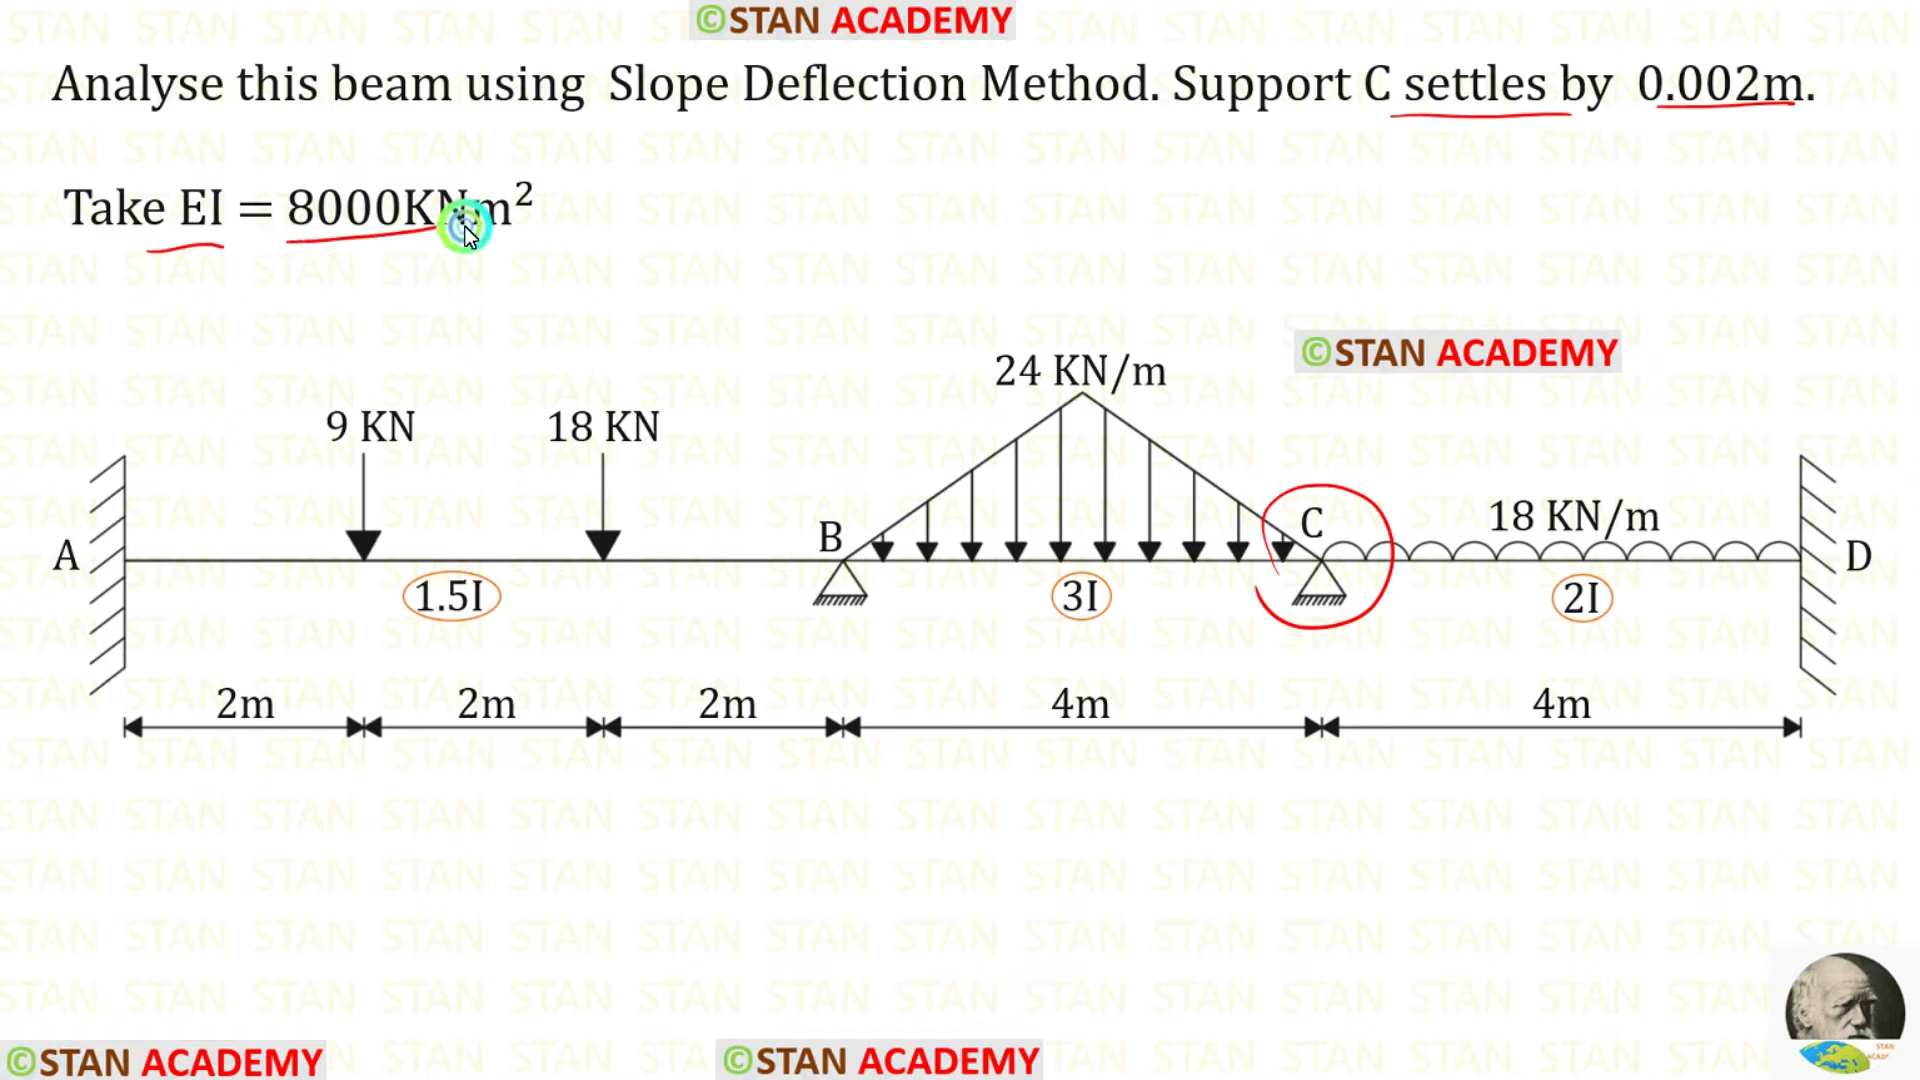 ©STAN ACADEMY
Analyse this beam using Slope Deflection Method. Support C settles by 0.002m.
Take EI = 8000KNm²
24 KN/m
©STAN ACADEMY
9 KN
18 KN
18 KN/m
A
B
C
D
1.5I
3I
2I
2m
2m
2m
4m
4m
©STAN ACADEMY
©STAN ACADEMY
STAN